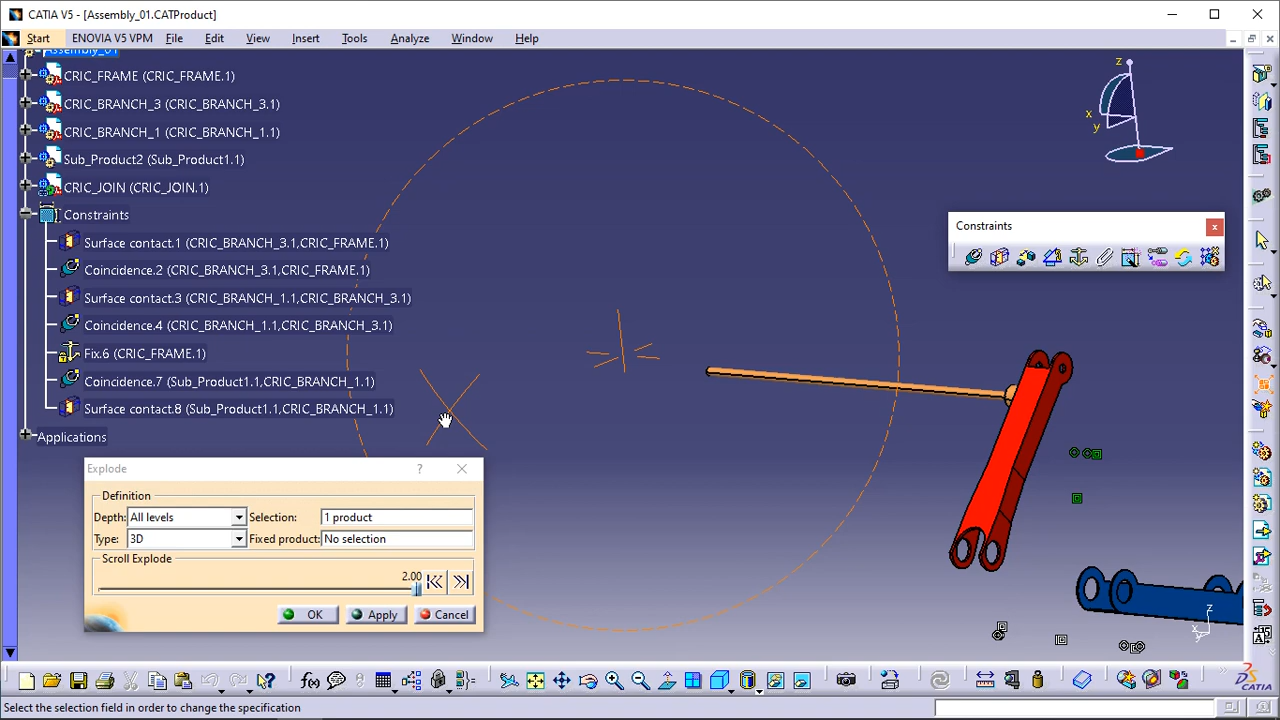 CATIA V5 - [Assembly_01.CATProduct]
Start ENOVIA V5 VPM File Edit View Insert Tools Analyze Window Help
Assembly_01
CRIC_FRAME (CRIC_FRAME.1)
CRIC_BRANCH_3 (CRIC_BRANCH_3.1)
CRIC_BRANCH_1 (CRIC_BRANCH_1.1)
Sub_Product2 (Sub_Product1.1)
CRIC_JOIN (CRIC_JOIN.1)
Constraints
Surface contact.1 (CRIC_BRANCH_3.1,CRIC_FRAME.1)
Coincidence.2 (CRIC_BRANCH_3.1,CRIC_FRAME.1)
Surface contact.3 (CRIC_BRANCH_1.1,CRIC_BRANCH_3.1)
Coincidence.4 (CRIC_BRANCH_1.1,CRIC_BRANCH_3.1)
Fix.6 (CRIC_FRAME.1)
Coincidence.7 (Sub_Product1.1,CRIC_BRANCH_1.1)
Surface contact.8 (Sub_Product1.1,CRIC_BRANCH_1.1)
Applications
z
x
y
Constraints x
Explode ?
Definition
Depth: All levels Selection: 1 product
Type: 3D Fixed product: No selection
Scroll Explode
2.00
OK Apply Cancel
z
x
f(x)
DS CATIA
Select the selection field in order to change the specification